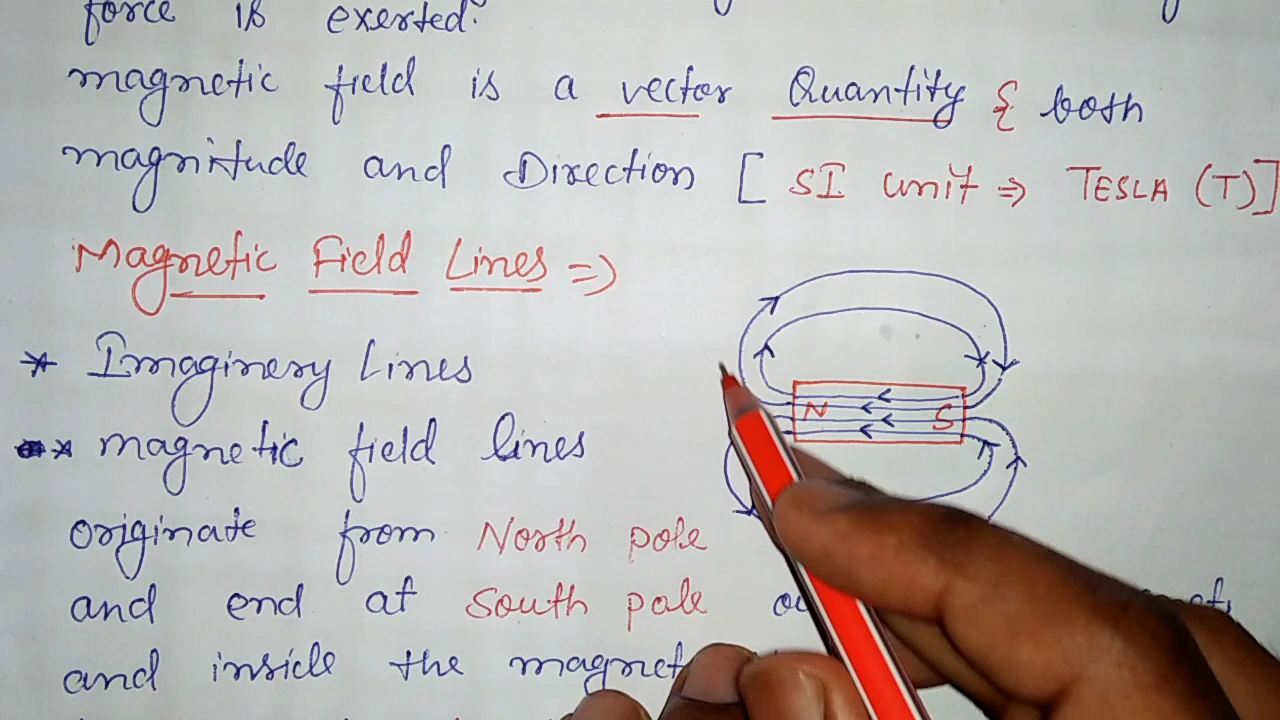 force is exerted.
magnetic field is a vector Quantity { both
magnitude and Direction [ SI unit ⇒ TESLA (T)]
Magnetic Field Lines ⇒
* Imaginery Lines
N S
* magnetic field lines
originate from North pole
and end at South pole
and inside the magnet